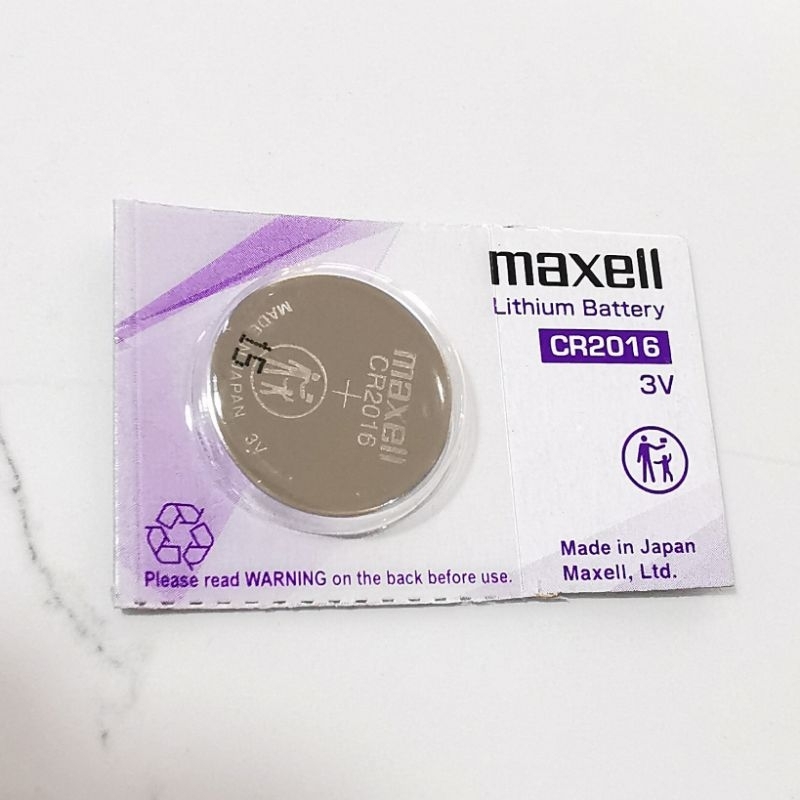 maxell
Lithium Battery
CR2016
3V
Made in Japan
Maxell, Ltd.
Please read WARNING on the back before use.
maxell
CR2016
+
MADE IN JAPAN 3V